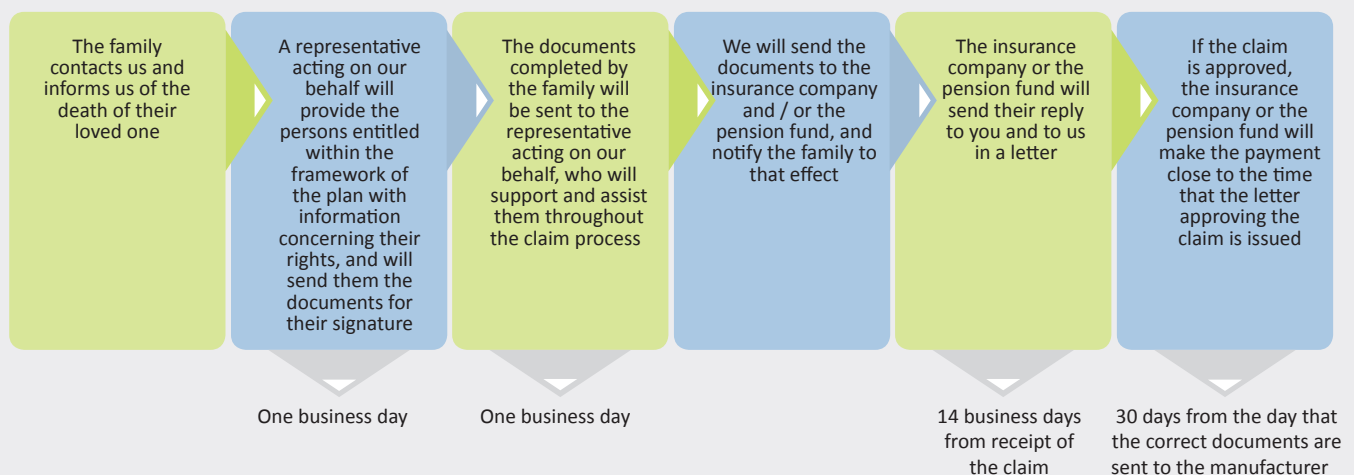 The family
contacts us and
informs us of the
death of their
loved one
A representative
acting on our
behalf will
provide the
persons entitled
within the
framework of
the plan with
information
concerning their
rights, and will
send them the
documents for
their signature
One business day
The documents
completed by
the family will
be sent to the
representative
acting on our
behalf, who will
support and assist
them throughout
the claim process
One business day
We will send the
documents to the
insurance company
and / or the
pension fund, and
notify the family to
that effect
The insurance
company or the
pension fund will
send their reply
to you and to us
in a letter
14 business days
from receipt of
the claim
If the claim
is approved,
the insurance
company or the
pension fund will
make the payment
close to the time
that the letter
approving the
claim is issued
30 days from the day that
the correct documents are
sent to the manufacturer